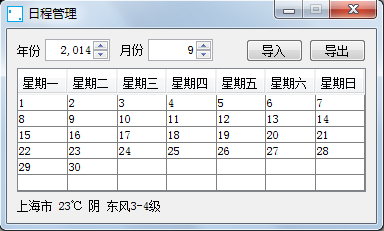 日程管理
年份 2,014 月份 9 导入 导出
星期一 星期二 星期三 星期四 星期五 星期六 星期日
1 2 3 4 5 6 7
8 9 10 11 12 13 14
15 16 17 18 19 20 21
22 23 24 25 26 27 28
29 30
上海市 23℃ 阴 东风3-4级